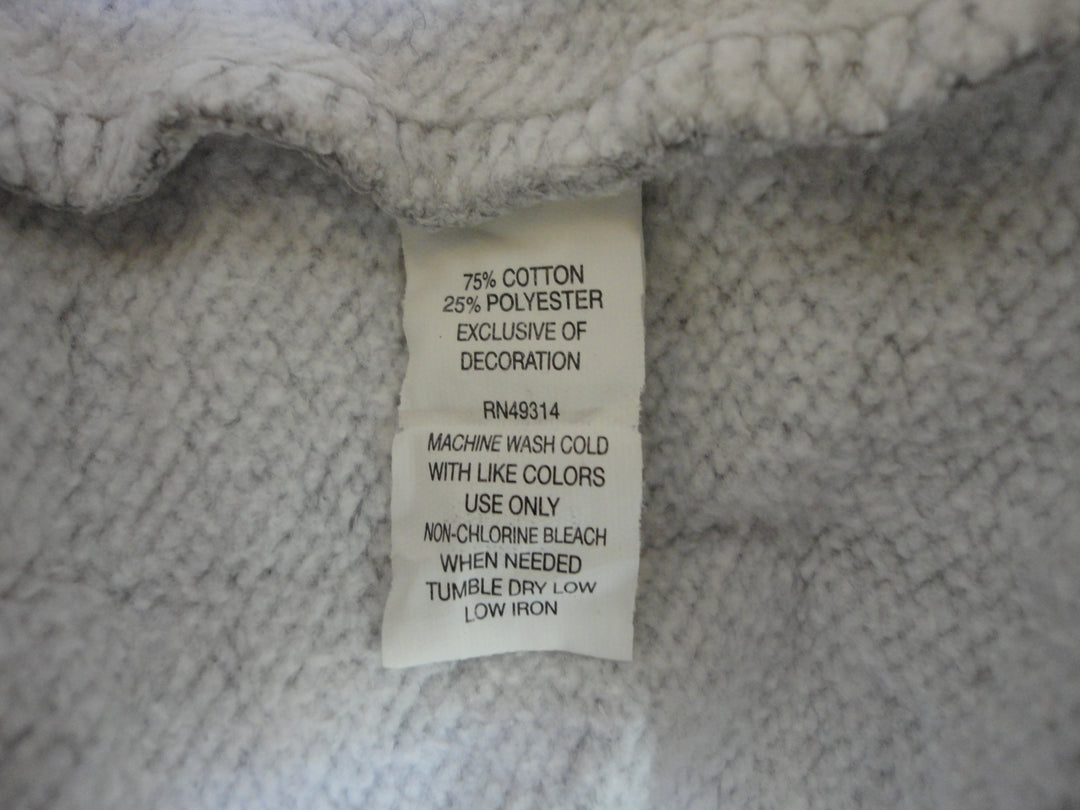 75% COTTON
25% POLYESTER
EXCLUSIVE OF
DECORATION
RN49314
MACHINE WASH COLD
WITH LIKE COLORS
USE ONLY
NON-CHLORINE BLEACH
WHEN NEEDED
TUMBLE DRY LOW
LOW IRON